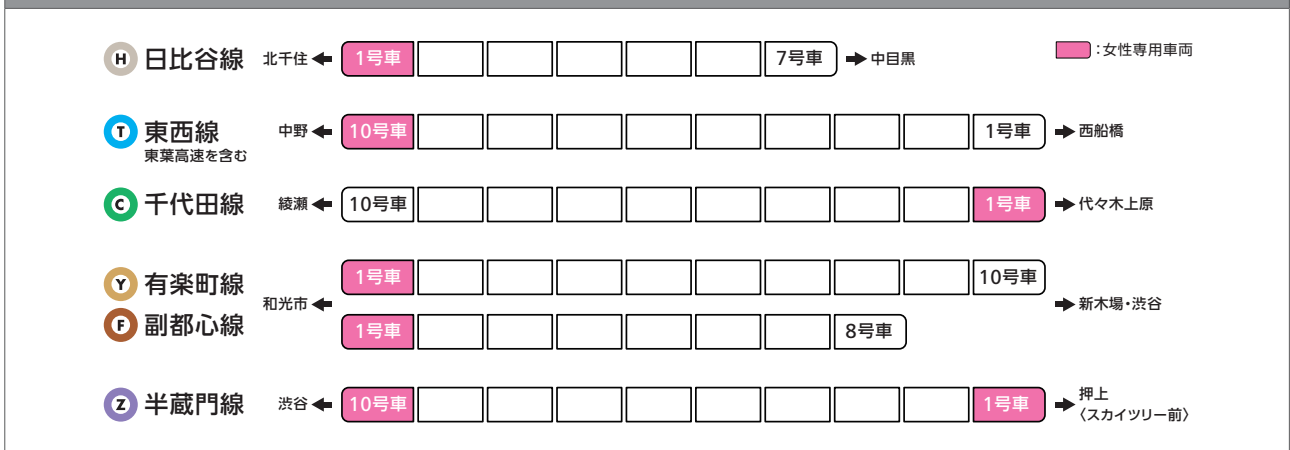 H 日比谷線 北千住 1号車 7号車 中目黒 :女性専用車両
T 東西線 中野 10号車 1号車 西船橋
東葉高速を含む
C 千代田線 綾瀬 10号車 1号車 代々木上原
Y 有楽町線 1号車 10号車
和光市 新木場・渋谷
F 副都心線 1号車 8号車
Z 半蔵門線 渋谷 10号車 1号車 押上
〈スカイツリー前〉